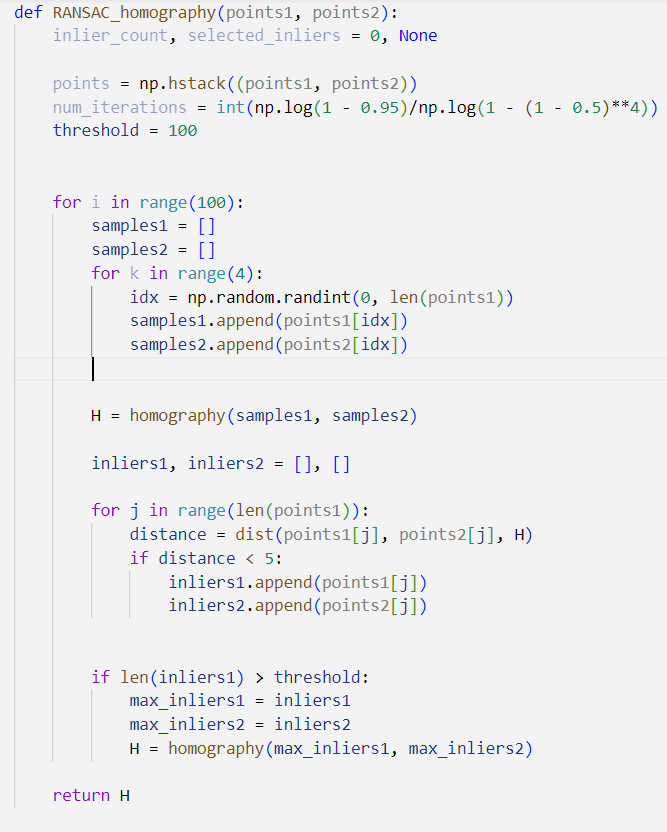 def RANSAC_homography(points1, points2):
    inlier_count, selected_inliers = 0, None
    points = np.hstack((points1, points2))
    num_iterations = int(np.log(1 - 0.95)/np.log(1 - (1 - 0.5)**4))
    threshold = 100
    for i in range(100):
        samples1 = []
        samples2 = []
        for k in range(4):
            idx = np.random.randint(0, len(points1))
            samples1.append(points1[idx])
            samples2.append(points2[idx])
        H = homography(samples1, samples2)
        inliers1, inliers2 = [], []
        for j in range(len(points1)):
            distance = dist(points1[j], points2[j], H)
            if distance < 5:
                inliers1.append(points1[j])
                inliers2.append(points2[j])
        if len(inliers1) > threshold:
            max_inliers1 = inliers1
            max_inliers2 = inliers2
            H = homography(max_inliers1, max_inliers2)
    return H